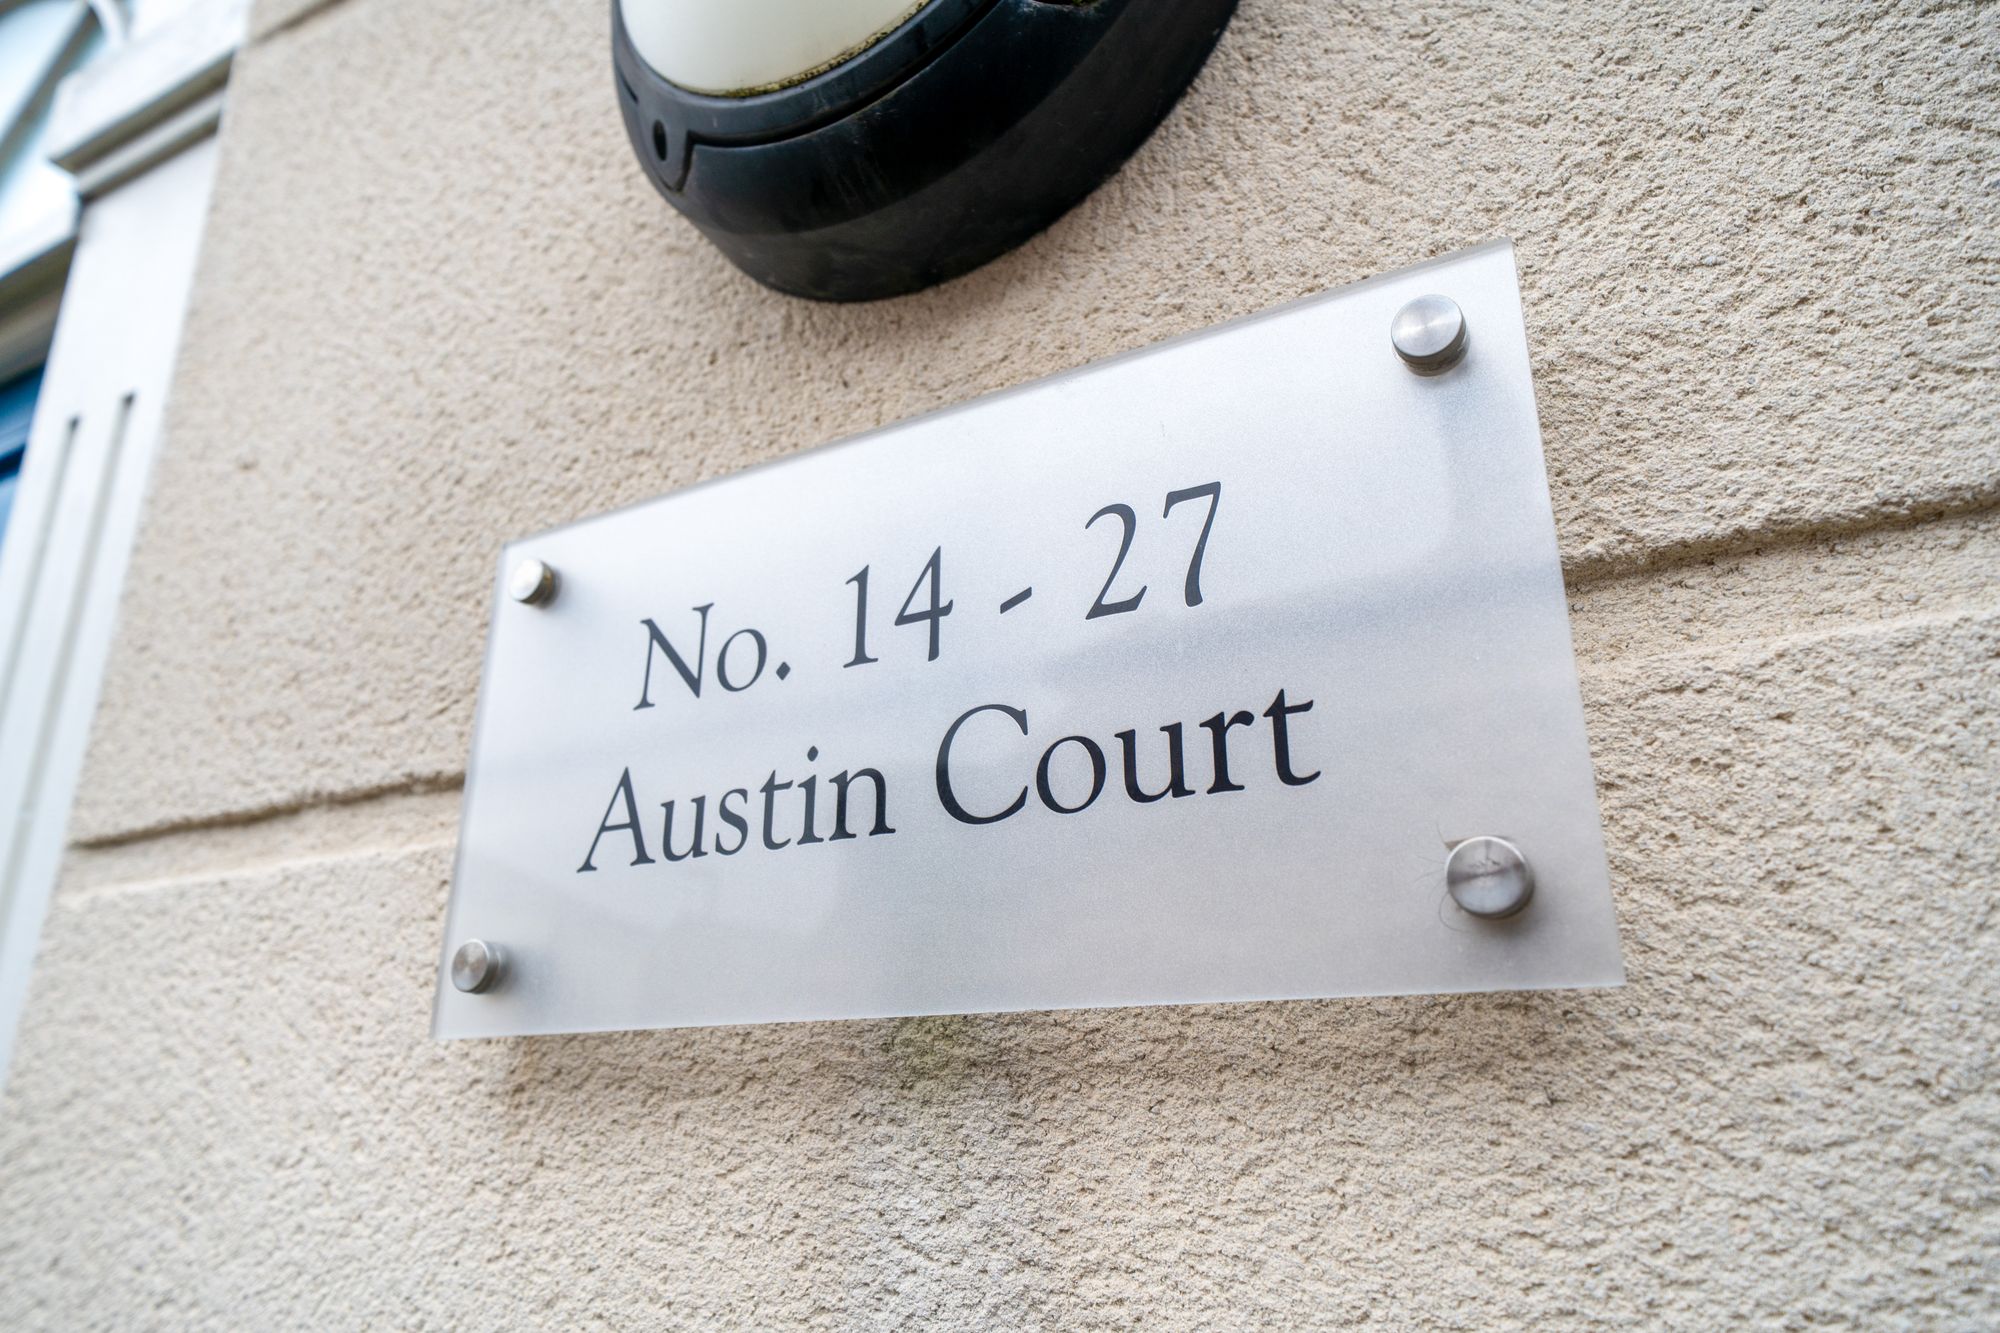 No. 14 - 27
Austin Court